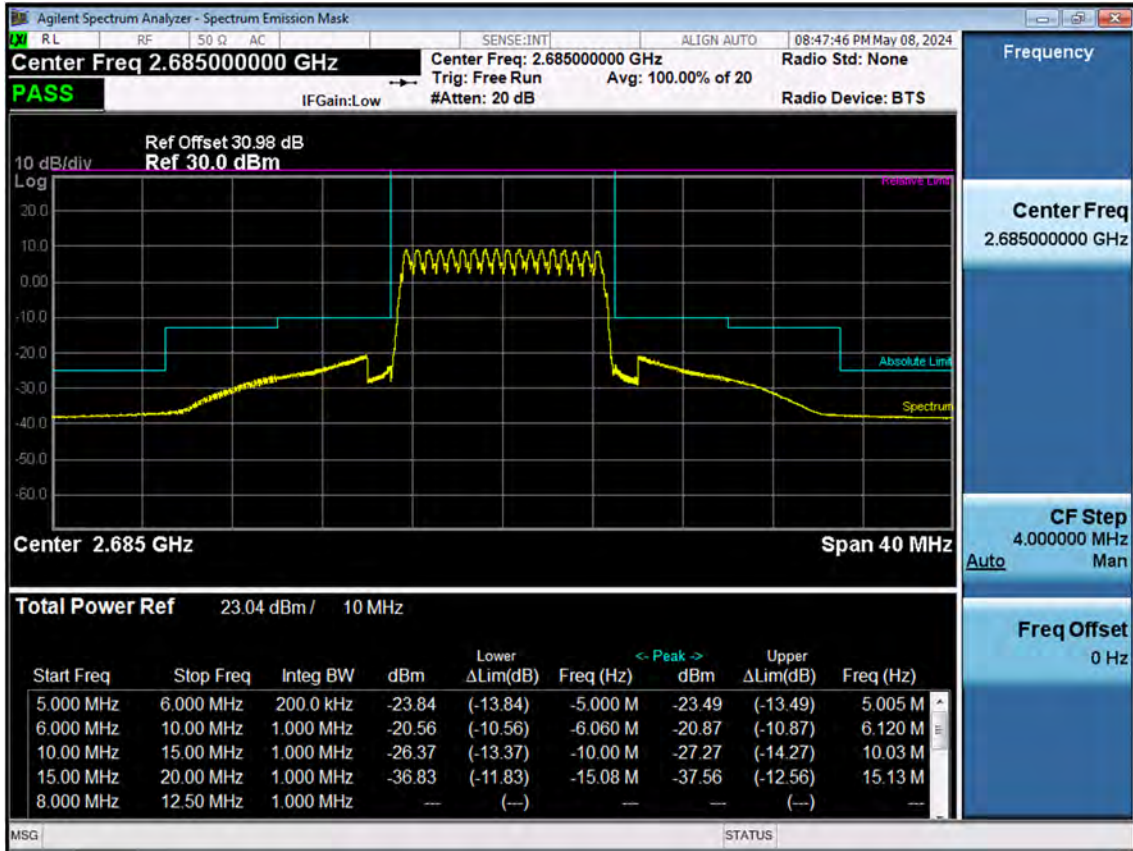 Agilent Spectrum Analyzer - Spectrum Emission Mask
LXI RL RF 50 Ω AC SENSE:INT ALIGN AUTO 08:47:46 PM May 08, 2024
Center Freq 2.685000000 GHz
PASS
IFGain:Low
Center Freq: 2.685000000 GHz
Trig: Free Run Avg: 100.00% of 20
#Atten: 20 dB
Radio Std: None
Radio Device: BTS
Ref Offset 30.98 dB
10 dB/div Ref 30.0 dBm
Log
Relative Limit
20.0
10.0
0.00
-10.0
-20.0
Absolute Limit
-30.0
Spectrum
-40.0
-50.0
-60.0
Center 2.685 GHz Span 40 MHz
Total Power Ref 23.04 dBm / 10 MHz
Lower <- Peak -> Upper
Start Freq Stop Freq Integ BW dBm ΔLim(dB) Freq (Hz) dBm ΔLim(dB) Freq (Hz)
5.000 MHz 6.000 MHz 200.0 kHz -23.84 (-13.84) -5.000 M -23.49 (-13.49) 5.005 M
6.000 MHz 10.00 MHz 1.000 MHz -20.56 (-10.56) -6.060 M -20.87 (-10.87) 6.120 M
10.00 MHz 15.00 MHz 1.000 MHz -26.37 (-13.37) -10.00 M -27.27 (-14.27) 10.03 M
15.00 MHz 20.00 MHz 1.000 MHz -36.83 (-11.83) -15.08 M -37.56 (-12.56) 15.13 M
8.000 MHz 12.50 MHz 1.000 MHz --- (---) --- --- (---) ---
MSG STATUS
Frequency
Center Freq
2.685000000 GHz
CF Step
4.000000 MHz
Auto Man
Freq Offset
0 Hz